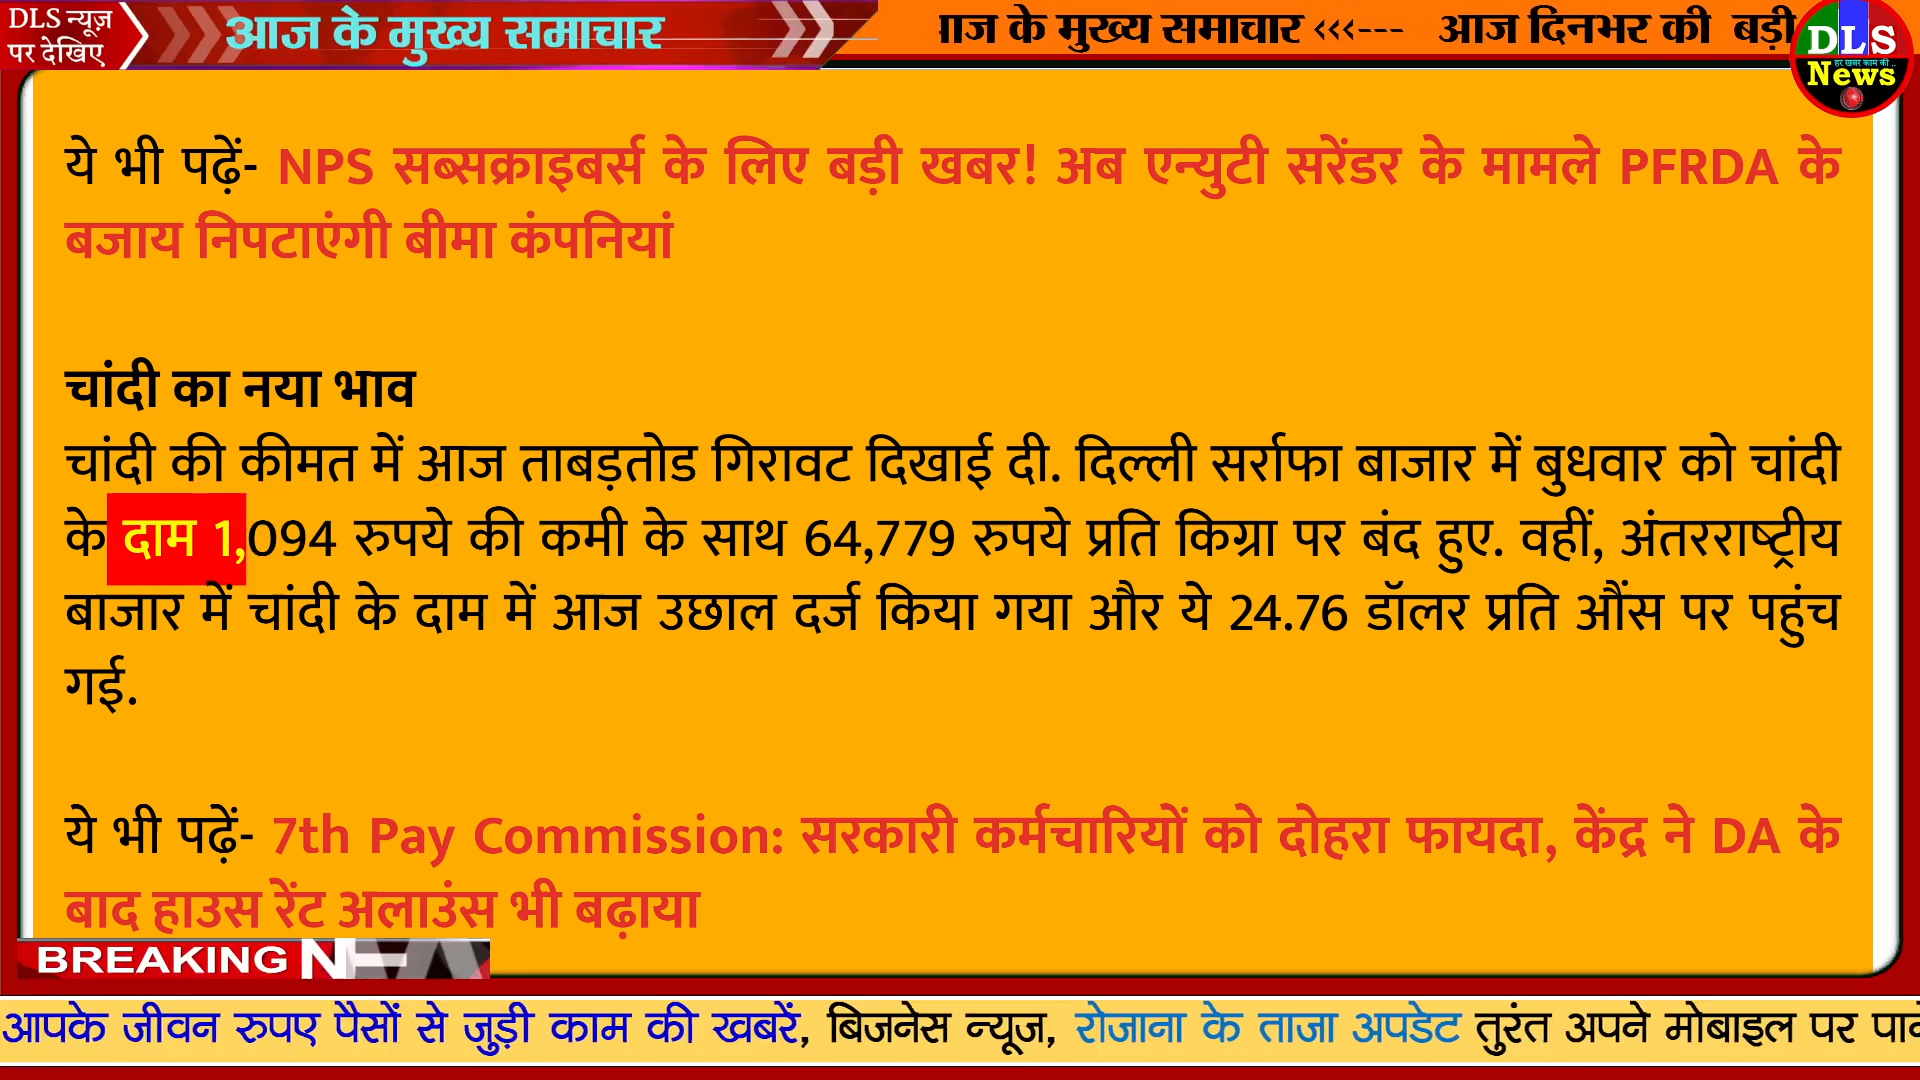 DLS न्यूज़
पर देखिए
आज के मुख्य समाचार
के मुख्य समाचार ‹‹‹--- आज दिनभर की बड़ी
DLS
हर खबर काम की ..
News
ये भी पढ़ें- NPS सब्सक्राइबर्स के लिए बड़ी खबर! अब एन्युटी सरेंडर के मामले PFRDA के
बजाय निपटाएंगी बीमा कंपनियां
चांदी का नया भाव
चांदी की कीमत में आज ताबड़तोड गिरावट दिखाई दी. दिल्ली सर्राफा बाजार में बुधवार को चांदी
के दाम 1,094 रुपये की कमी के साथ 64,779 रुपये प्रति किग्रा पर बंद हुए. वहीं, अंतरराष्ट्रीय
बाजार में चांदी के दाम में आज उछाल दर्ज किया गया और ये 24.76 डॉलर प्रति औंस पर पहुंच
गई.
ये भी पढ़ें- 7th Pay Commission: सरकारी कर्मचारियों को दोहरा फायदा, केंद्र ने DA के
बाद हाउस रेंट अलाउंस भी बढ़ाया
BREAKING
आपके जीवन रुपए पैसों से जुड़ी काम की खबरें, बिजनेस न्यूज, रोजाना के ताजा अपडेट तुरंत अपने मोबाइल पर